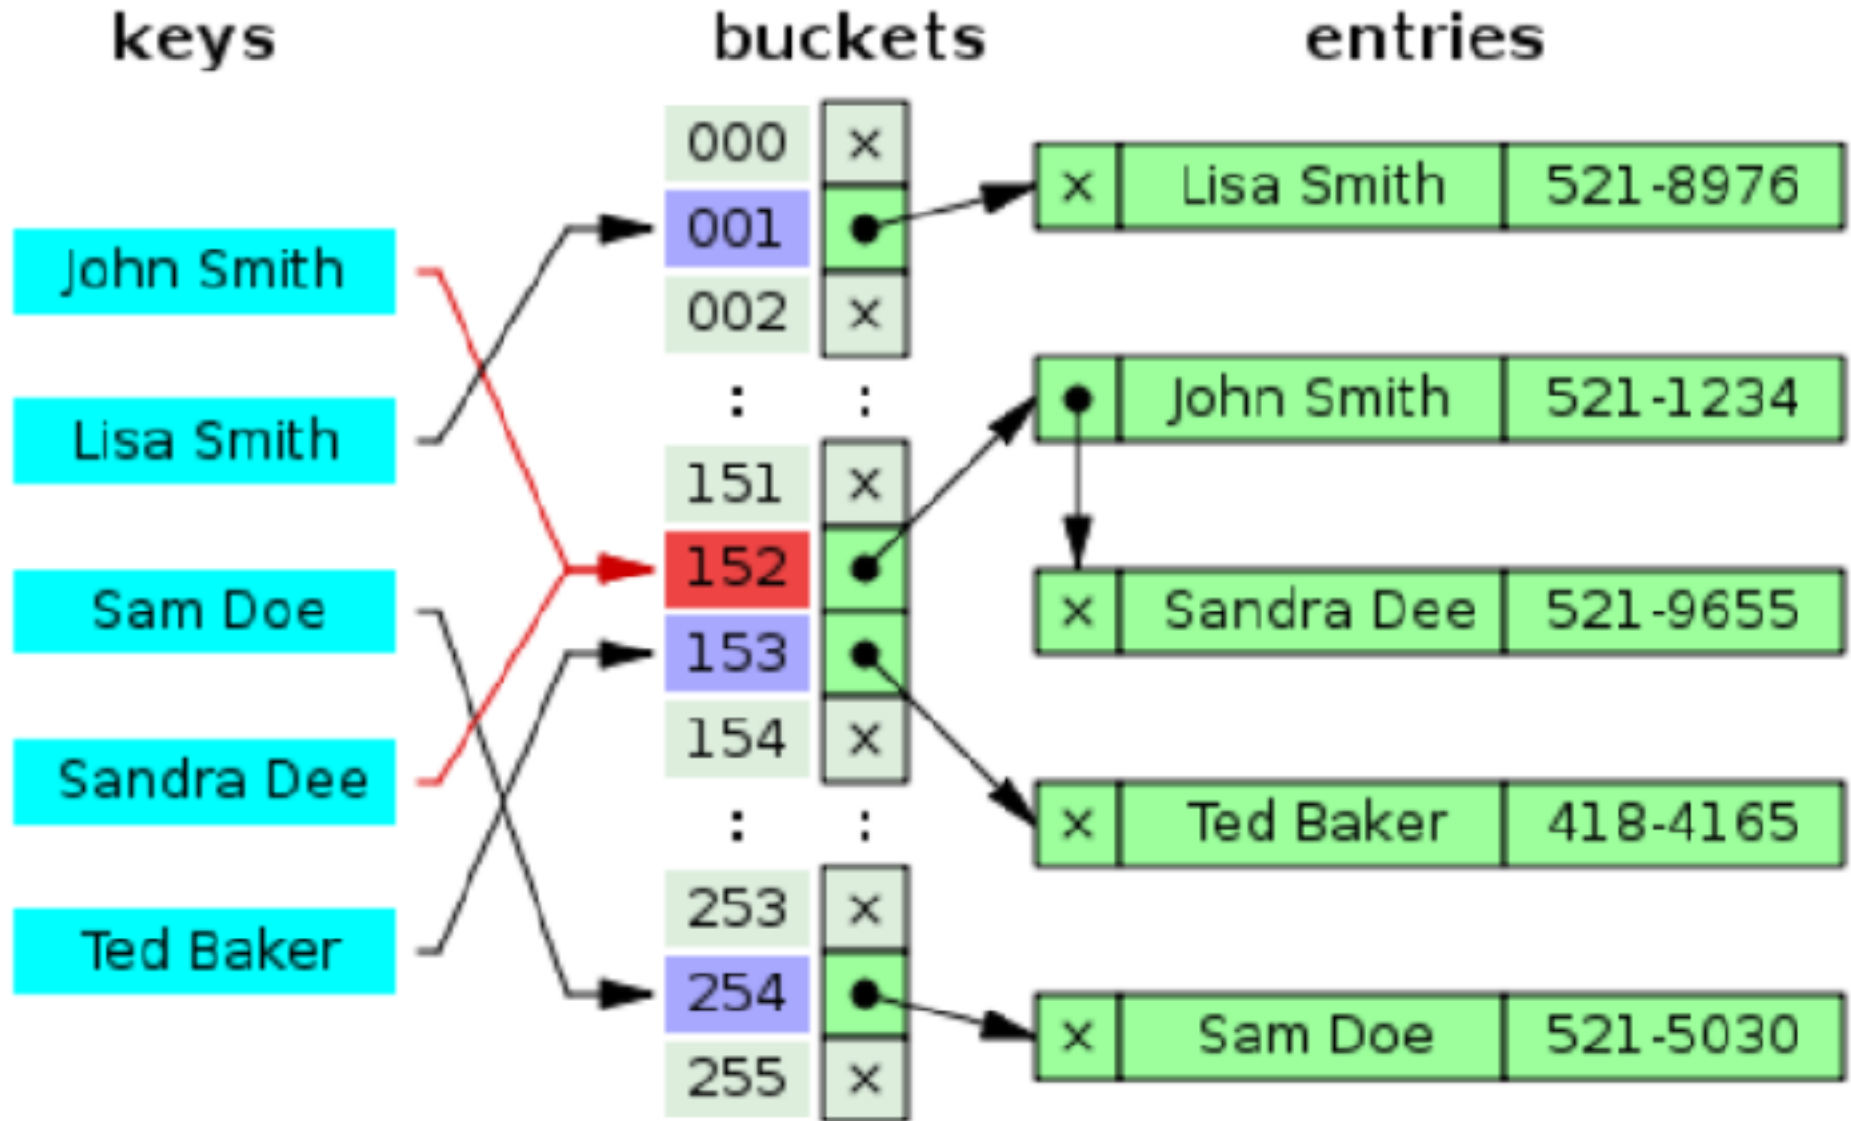 keys buckets entries
John Smith
Lisa Smith
Sam Doe
Sandra Dee
Ted Baker
000 ×
001
002 ×
: :
151 ×
152
153
154 ×
: :
253 ×
254
255 ×
× Lisa Smith 521-8976
John Smith 521-1234
× Sandra Dee 521-9655
× Ted Baker 418-4165
× Sam Doe 521-5030